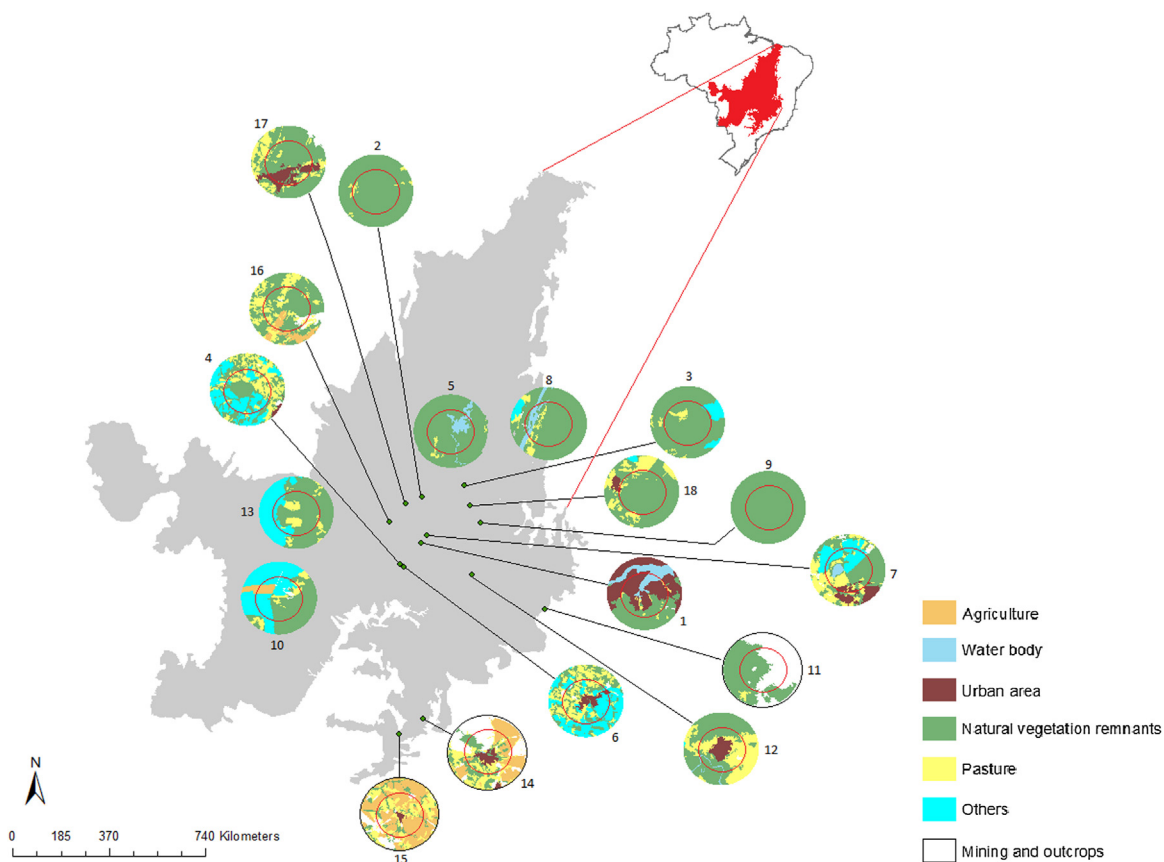 17
2
16
4
5
8
3
18
9
13
7
10
1
11
6
12
14
15
N
0 185 370 740 Kilometers
Agriculture
Water body
Urban area
Natural vegetation remnants
Pasture
Others
Mining and outcrops